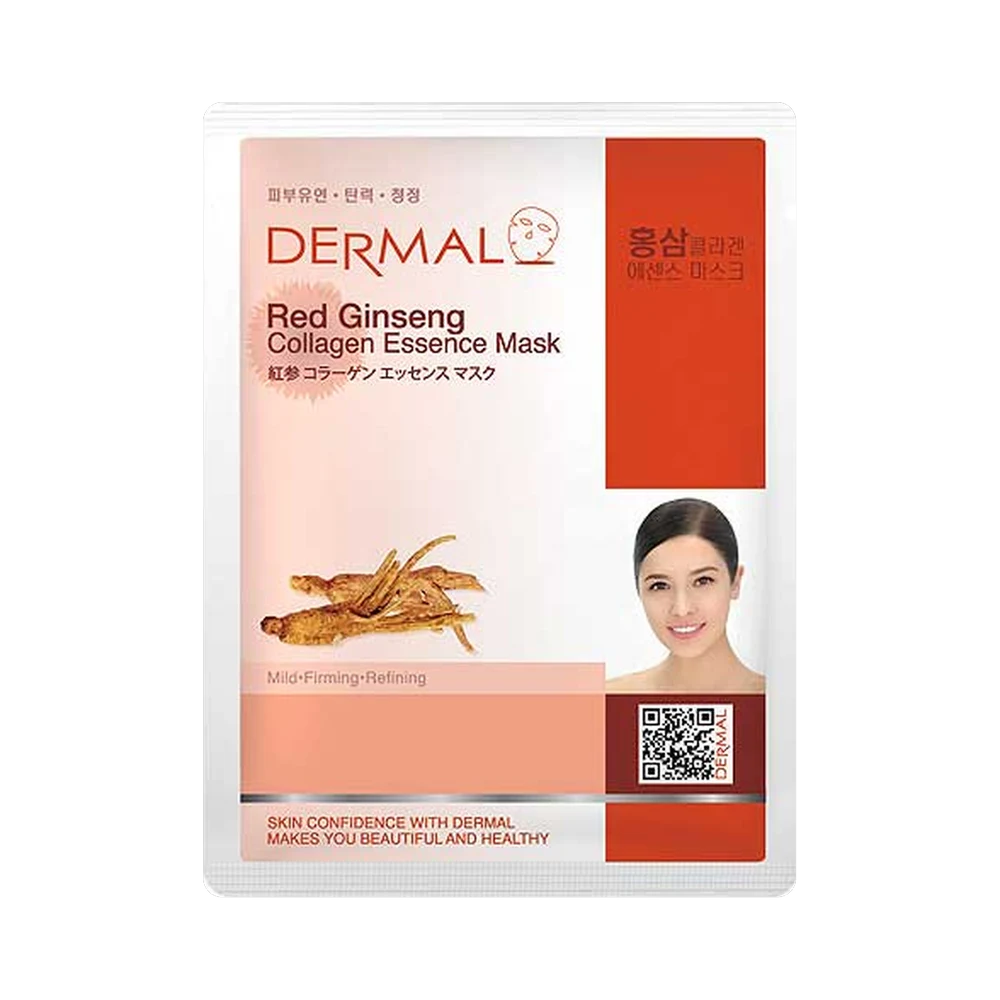 피부유연 • 탄력 • 청정
DERMAL
Red Ginseng
Collagen Essence Mask
紅参 コラーゲン エッセンス マスク
홍삼콜라겐
에센스 마스크
Mild•Firming•Refining
DERMAL
SKIN CONFIDENCE WITH DERMAL
MAKES YOU BEAUTIFUL AND HEALTHY